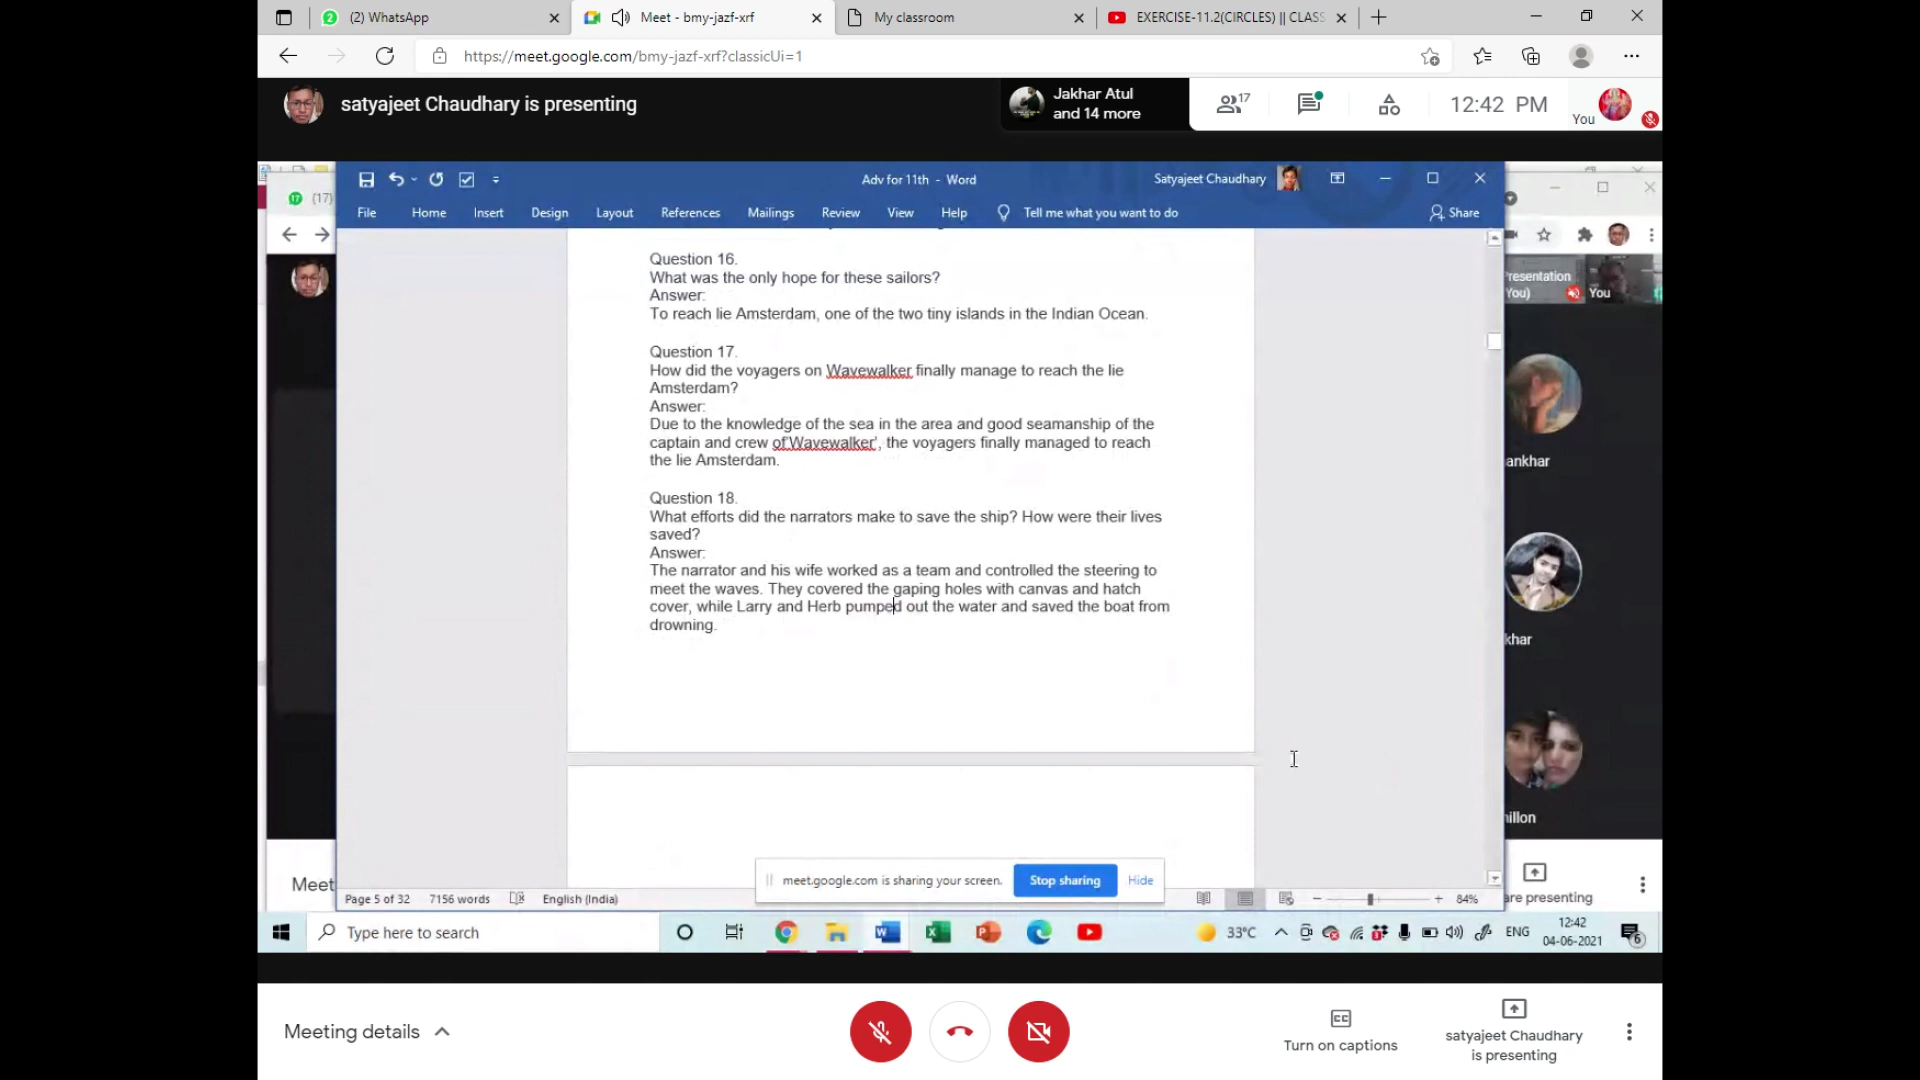 (2) WhatsApp
Meet - bmy-jazf-xrf
My classroom
EXERCISE-11.2(CIRCLES) || CLASS
https://meet.google.com/bmy-jazf-xrf?classicUi=1
satyajeet Chaudhary is presenting
Jakhar Atul
and 14 more
17
12:42 PM
You
Adv for 11th - Word
Satyajeet Chaudhary
(17)
File Home Insert Design Layout References Mailings Review View Help Tell me what you want to do Share
Question 16.
What was the only hope for these sailors?
Answer:
To reach lie Amsterdam, one of the two tiny islands in the Indian Ocean.
Question 17.
How did the voyagers on Wavewalker finally manage to reach the lie
Amsterdam?
Answer:
Due to the knowledge of the sea in the area and good seamanship of the
captain and crew of'Wavewalker', the voyagers finally managed to reach
the lie Amsterdam.
Question 18.
What efforts did the narrators make to save the ship? How were their lives
saved?
Answer:
The narrator and his wife worked as a team and controlled the steering to
meet the waves. They covered the gaping holes with canvas and hatch
cover, while Larry and Herb pumped out the water and saved the boat from
drowning.
resentation
You)
You
ankhar
khar
hillon
Meet
meet.google.com is sharing your screen. Stop sharing Hide
re presenting
Page 5 of 32 7156 words English (India) 84%
Type here to search
33°C
ENG
12:42
04-06-2021
6
Meeting details
CC
Turn on captions
satyajeet Chaudhary
is presenting